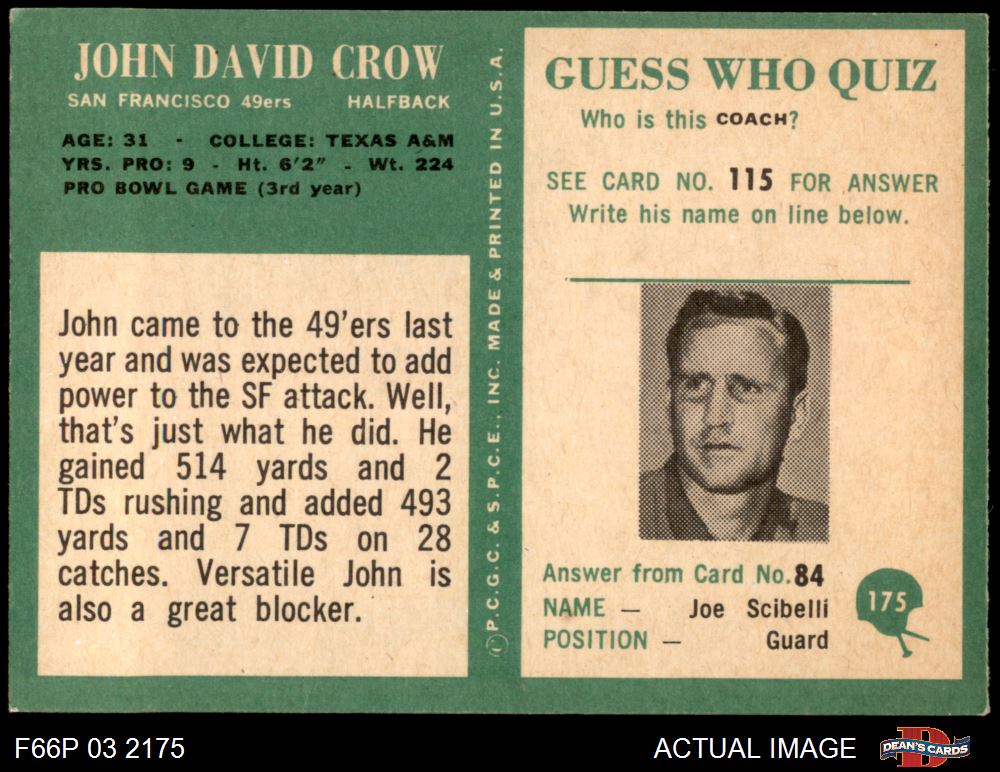 JOHN DAVID CROW
SAN FRANCISCO 49ers HALFBACK
AGE: 31 - COLLEGE: TEXAS A&M
YRS. PRO: 9 - Ht. 6'2" - Wt. 224
PRO BOWL GAME (3rd year)
John came to the 49'ers last
year and was expected to add
power to the SF attack. Well,
that's just what he did. He
gained 514 yards and 2
TDs rushing and added 493
yards and 7 TDs on 28
catches. Versatile John is
also a great blocker.
©P.C.G.C. & S.P.C.E., INC. MADE & PRINTED IN U.S.A.
GUESS WHO QUIZ
Who is this COACH?
SEE CARD NO. 115 FOR ANSWER
Write his name on line below.
Answer from Card No. 84
NAME — Joe Scibelli
POSITION — Guard
175
F66P 03 2175
ACTUAL IMAGE
D
DEAN'S CARDS